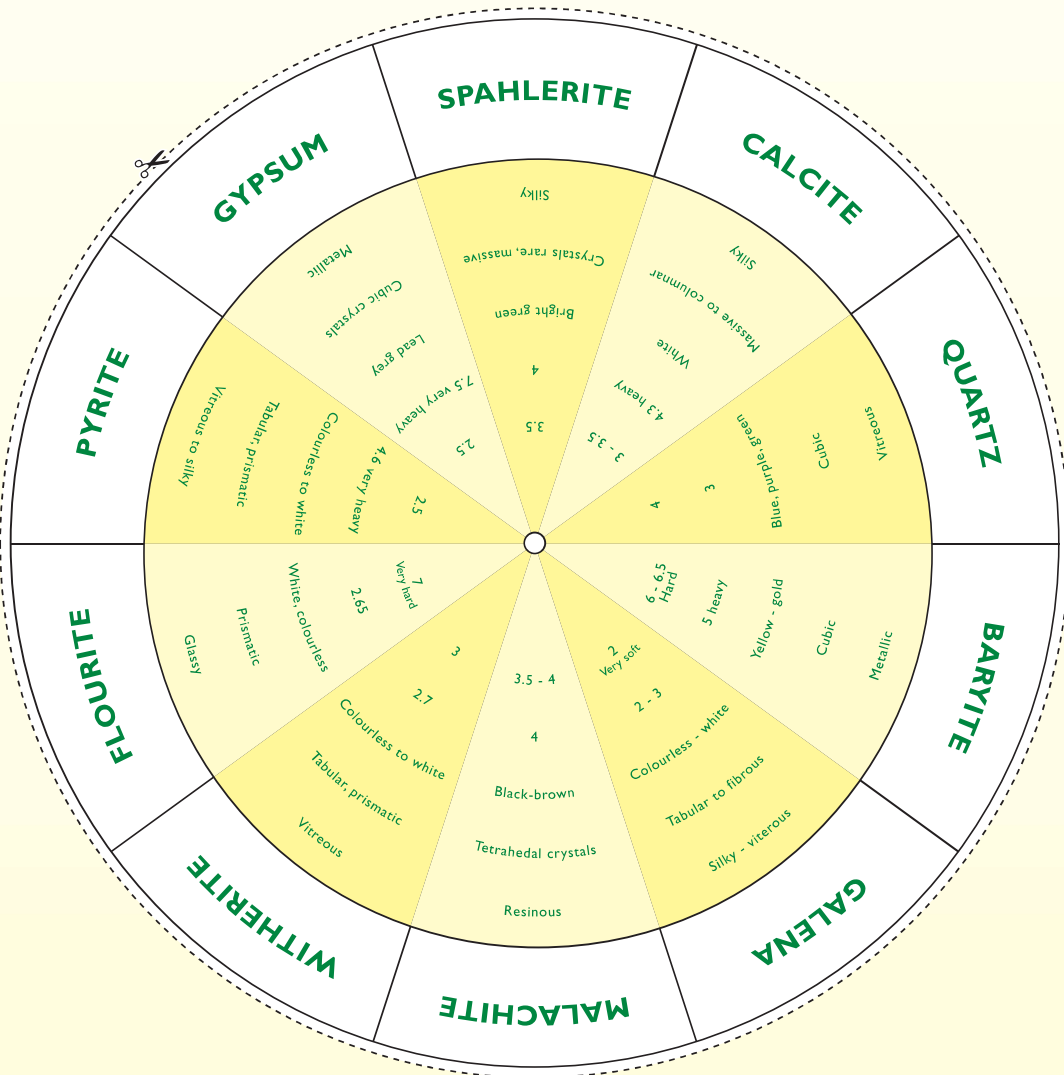 SPAHLERITE
CALCITE
QUARTZ
BARYITE
GALENA
MALACHITE
WITHERITE
FLOURITE
PYRITE
GYPSUM
Silky
Crystals rare, massive
Bright green
4
3.5
Silky
Massive to columnar
White
4.3 heavy
3 - 3.5
Vitreous
Cubic
Blue, purple, green
3
4
6 - 6.5
Hard
5 heavy
Yellow - gold
Cubic
Metallic
2
Very soft
2 - 3
Colourless - white
Tabular to fibrous
Silky - viterous
3.5 - 4
4
Black-brown
Tetrahedal crystals
Resinous
3
2.7
Colourless to white
Tabular, prismatic
Vitreous
7
Very hard
2.65
White, colourless
Prismatic
Glassy
Vitreous to silky
Tabular, prismatic
Colourless to white
4.6 very heavy
2.5
Metallic
Cubic crystals
Lead grey
7.5 very heavy
2.5